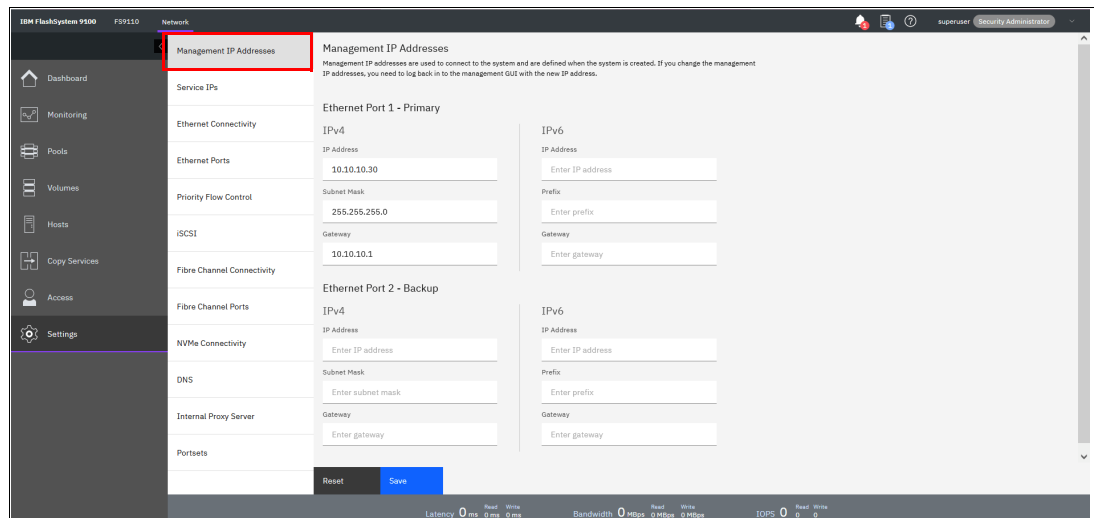 IBM FlashSystem 9100 FS9110 Network
1
1
superuser Security Administrator
Dashboard
Monitoring
Pools
Volumes
Hosts
Copy Services
Access
Settings
Management IP Addresses
Service IPs
Ethernet Connectivity
Ethernet Ports
Priority Flow Control
iSCSI
Fibre Channel Connectivity
Fibre Channel Ports
NVMe Connectivity
DNS
Internal Proxy Server
Portsets
Management IP Addresses
Management IP addresses are used to connect to the system and are defined when the system is created. If you change the management
IP addresses, you need to log back in to the management GUI with the new IP address.
Ethernet Port 1 - Primary
IPv4
IP Address
10.10.10.30
Subnet Mask
255.255.255.0
Gateway
10.10.10.1
IPv6
IP Address
Enter IP address
Prefix
Enter prefix
Gateway
Enter gateway
Ethernet Port 2 - Backup
IPv4
IP Address
Enter IP address
Subnet Mask
Enter subnet mask
Gateway
Enter gateway
IPv6
IP Address
Enter IP address
Prefix
Enter prefix
Gateway
Enter gateway
Reset Save
Latency 0 ms Read 0 ms Write 0 ms Bandwidth 0 MBps Read 0 MBps Write 0 MBps IOPS 0 Read 0 Write 0